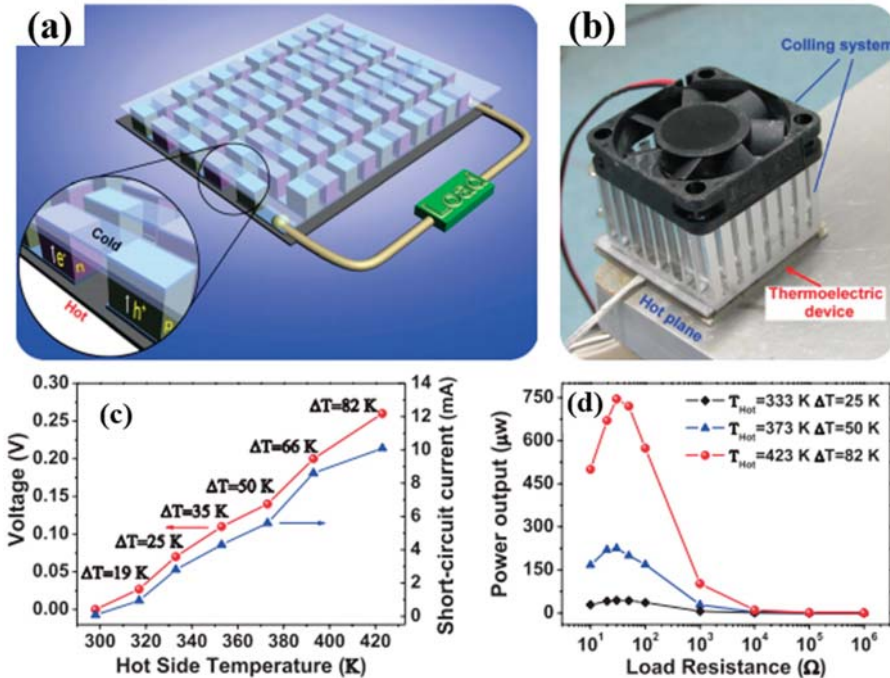 (a)
Load
Cold
1 e⁻ n
Hot
1 h⁺ P
(b)
Colling system
Thermoelectric
device
Hot plane
(c)
0.30
0.25
0.20
0.15
0.10
0.05
0.00
Voltage (V)
ΔT=19 K
ΔT=25 K
ΔT=35 K
ΔT=50 K
ΔT=66 K
ΔT=82 K
14
12
10
8
6
4
2
0
Short-circuit current (mA)
300 320 340 360 380 400 420
Hot Side Temperature (K)
(d)
750
600
450
300
150
0
Power output (μw)
T_Hot=333 K ΔT=25 K
T_Hot=373 K ΔT=50 K
T_Hot=423 K ΔT=82 K
10¹ 10² 10³ 10⁴ 10⁵ 10⁶
Load Resistance (Ω)